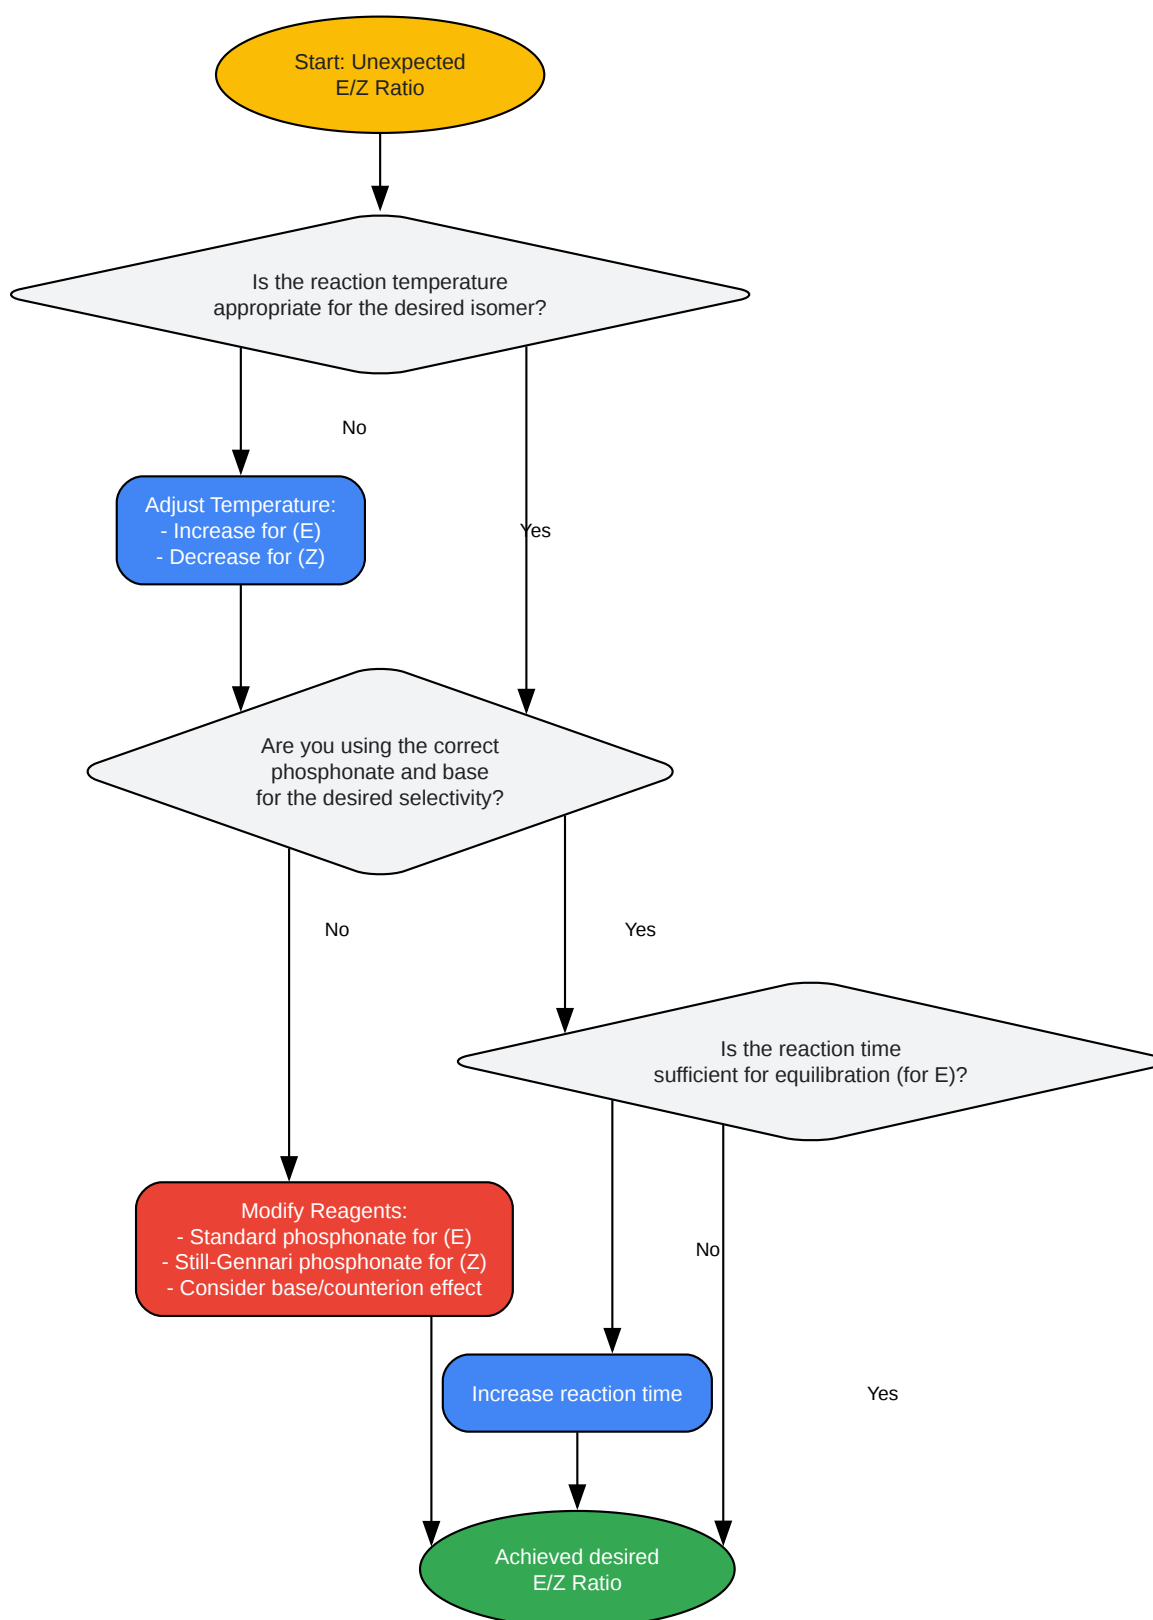 Start: Unexpected
E/Z Ratio
Is the reaction temperature
appropriate for the desired isomer?
No
Adjust Temperature:
- Increase for (E)
- Decrease for (Z)
Yes
Are you using the correct
phosphonate and base
for the desired selectivity?
No
Yes
Is the reaction time
sufficient for equilibration (for E)?
Modify Reagents:
- Standard phosphonate for (E)
- Still-Gennari phosphonate for (Z)
- Consider base/counterion effect
No
Increase reaction time
Yes
Achieved desired
E/Z Ratio